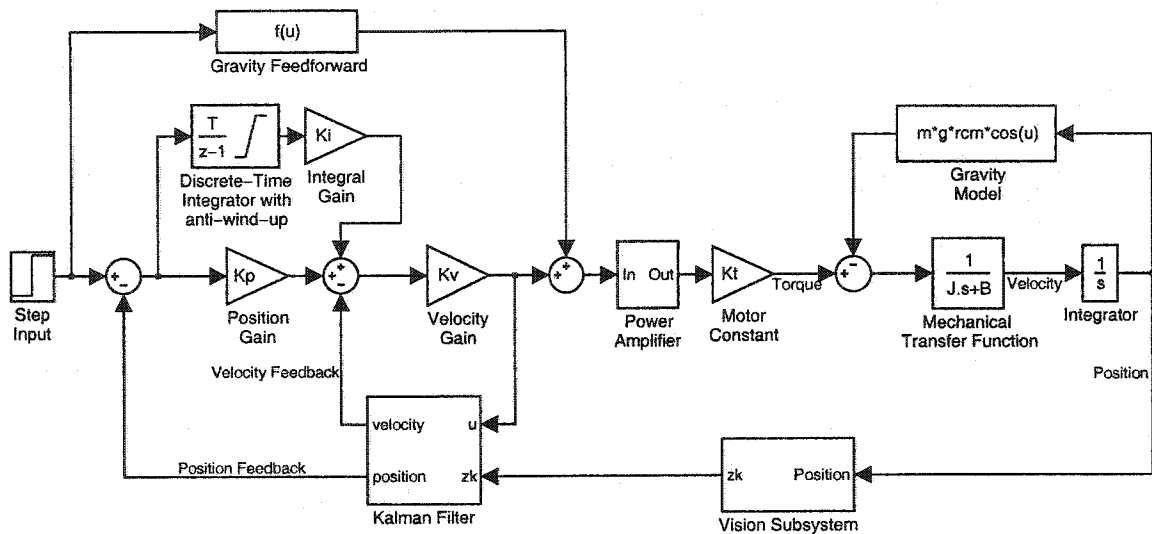 f(u)
Gravity Feedforward
T
z-1
Ki
Discrete-Time
Integrator with
anti-wind-up
Integral
Gain
m*g*rcm*cos(u)
Gravity
Model
Step
Input
+
-
Kp
Position
Gain
+
+
-
Kv
Velocity
Gain
+
+
In Out
Power
Amplifier
Kt
Motor
Constant
Torque
+
-
1
J.s+B
Mechanical
Transfer Function
Velocity
1
s
Integrator
Position
Velocity Feedback
Position Feedback
velocity
u
position
zk
Kalman Filter
zk
Position
Vision Subsystem